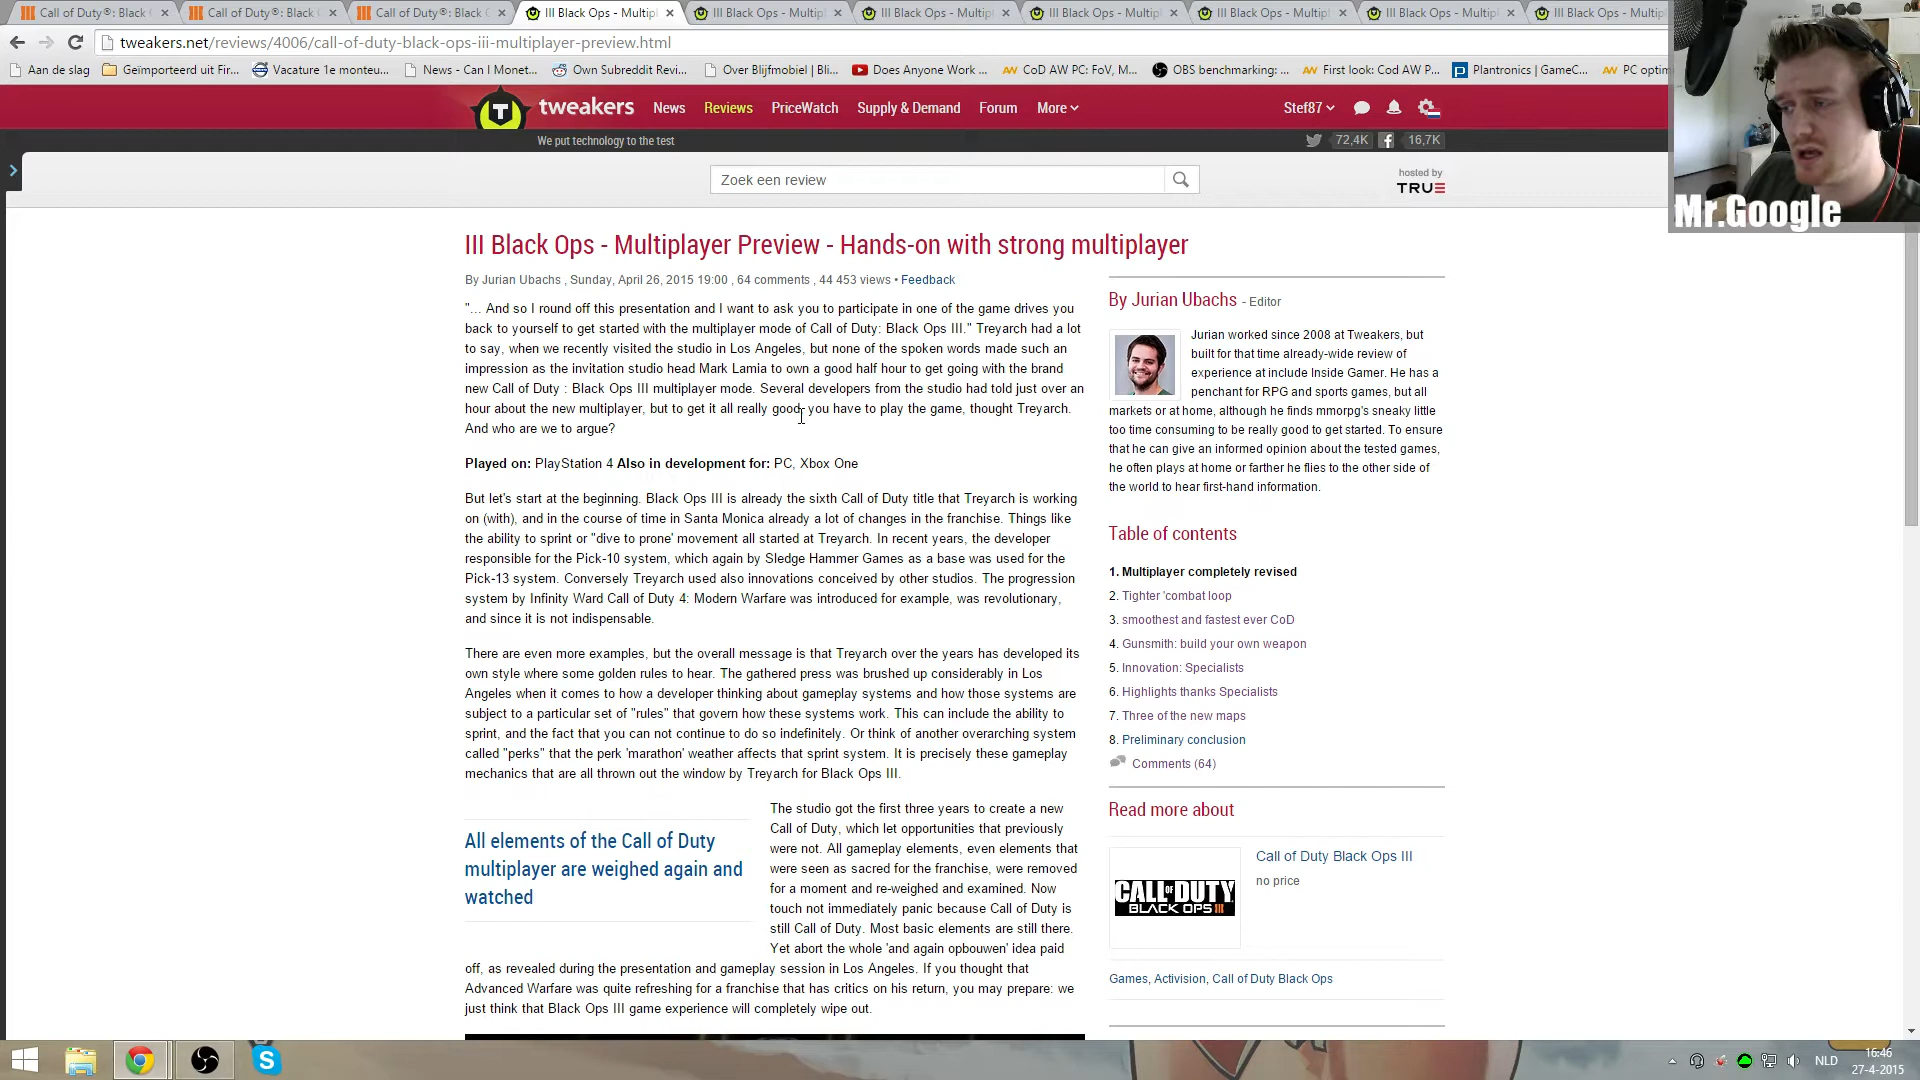 Call of Duty®: Black
Call of Duty®: Black
Call of Duty®: Black
III Black Ops - Multipl
III Black Ops - Multipl
III Black Ops - Multipl
III Black Ops - Multipl
III Black Ops - Multipl
III Black Ops - Multipl
III Black Ops - Multipl
tweakers.net/reviews/4006/call-of-duty-black-ops-iii-multiplayer-preview.html
Aan de slag
Geïmporteerd uit Fir...
Vacature 1e monteu...
News - Can I Monet...
Own Subreddit Revi...
Over Blijfmobiel | Bli...
Does Anyone Work ...
CoD AW PC: FoV, M...
OBS benchmarking: ...
First look: Cod AW P...
Plantronics | GameC...
PC optim
tweakers
News
Reviews
PriceWatch
Supply & Demand
Forum
More
Stef87
We put technology to the test
72,4K
16,7K
Zoek een review
hosted by
TRUE
Mr.Google
III Black Ops - Multiplayer Preview - Hands-on with strong multiplayer
By Jurian Ubachs , Sunday, April 26, 2015 19:00 , 64 comments , 44 453 views • Feedback
"... And so I round off this presentation and I want to ask you to participate in one of the game drives you
back to yourself to get started with the multiplayer mode of Call of Duty: Black Ops III." Treyarch had a lot
to say, when we recently visited the studio in Los Angeles, but none of the spoken words made such an
impression as the invitation studio head Mark Lamia to own a good half hour to get going with the brand
new Call of Duty : Black Ops III multiplayer mode. Several developers from the studio had told just over an
hour about the new multiplayer, but to get it all really good, you have to play the game, thought Treyarch.
And who are we to argue?
Played on: PlayStation 4 Also in development for: PC, Xbox One
But let's start at the beginning. Black Ops III is already the sixth Call of Duty title that Treyarch is working
on (with), and in the course of time in Santa Monica already a lot of changes in the franchise. Things like
the ability to sprint or "dive to prone' movement all started at Treyarch. In recent years, the developer
responsible for the Pick-10 system, which again by Sledge Hammer Games as a base was used for the
Pick-13 system. Conversely Treyarch used also innovations conceived by other studios. The progression
system by Infinity Ward Call of Duty 4: Modern Warfare was introduced for example, was revolutionary,
and since it is not indispensable.
There are even more examples, but the overall message is that Treyarch over the years has developed its
own style where some golden rules to hear. The gathered press was brushed up considerably in Los
Angeles when it comes to how a developer thinking about gameplay systems and how those systems are
subject to a particular set of "rules" that govern how these systems work. This can include the ability to
sprint, and the fact that you can not continue to do so indefinitely. Or think of another overarching system
called "perks" that the perk 'marathon' weather affects that sprint system. It is precisely these gameplay
mechanics that are all thrown out the window by Treyarch for Black Ops III.
All elements of the Call of Duty
multiplayer are weighed again and
watched
The studio got the first three years to create a new
Call of Duty, which let opportunities that previously
were not. All gameplay elements, even elements that
were seen as sacred for the franchise, were removed
for a moment and re-weighed and examined. Now
touch not immediately panic because Call of Duty is
still Call of Duty. Most basic elements are still there.
Yet abort the whole 'and again opbouwen' idea paid
off, as revealed during the presentation and gameplay session in Los Angeles. If you thought that
Advanced Warfare was quite refreshing for a franchise that has critics on his return, you may prepare: we
just think that Black Ops III game experience will completely wipe out.
By Jurian Ubachs - Editor
Jurian worked since 2008 at Tweakers, but
built for that time already-wide review of
experience at include Inside Gamer. He has a
penchant for RPG and sports games, but all
markets or at home, although he finds mmorpg's sneaky little
too time consuming to be really good to get started. To ensure
that he can give an informed opinion about the tested games,
he often plays at home or farther he flies to the other side of
the world to hear first-hand information.
Table of contents
1. Multiplayer completely revised
2. Tighter 'combat loop
3. smoothest and fastest ever CoD
4. Gunsmith: build your own weapon
5. Innovation: Specialists
6. Highlights thanks Specialists
7. Three of the new maps
8. Preliminary conclusion
Comments (64)
Read more about
CALL OF DUTY
BLACK OPS III
Call of Duty Black Ops III
no price
Games, Activision, Call of Duty Black Ops
NLD
16:46
27-4-2015